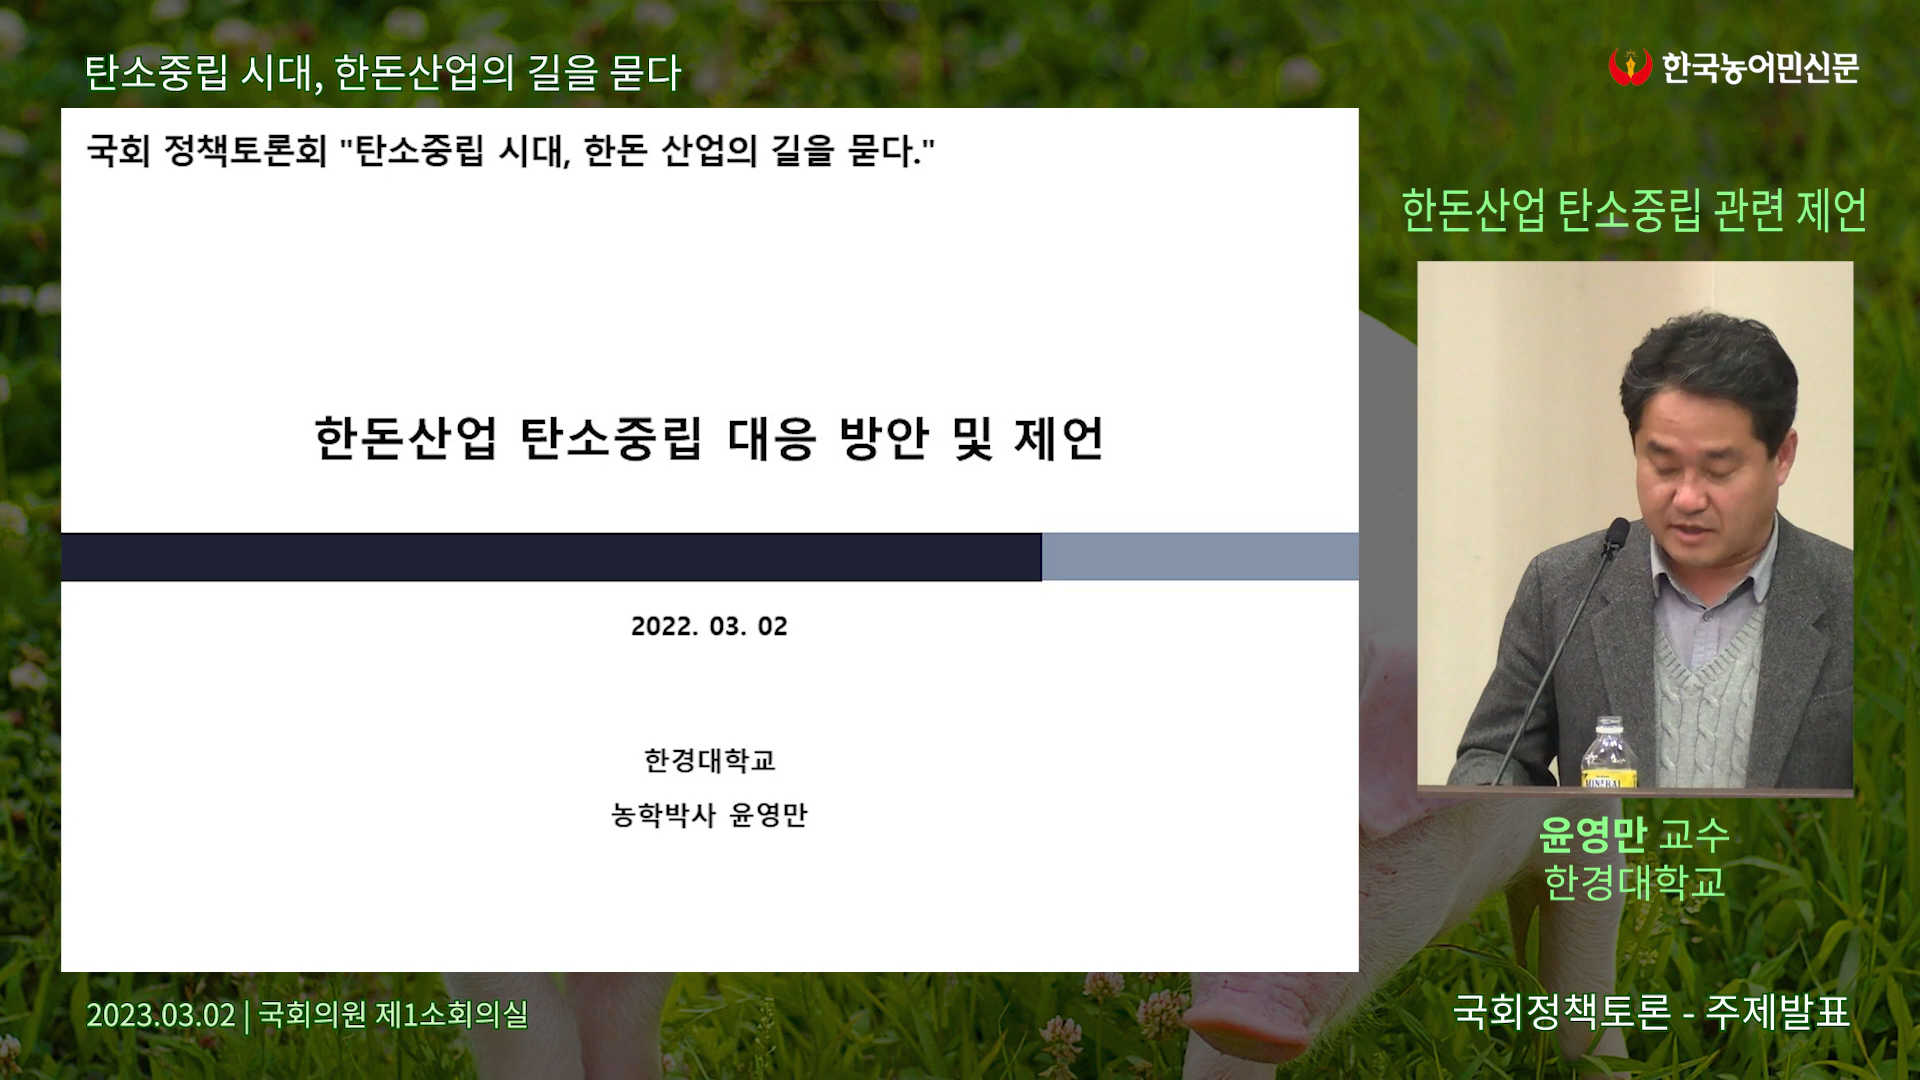 탄소중립 시대, 한돈산업의 길을 묻다
한국농어민신문
국회 정책토론회 "탄소중립 시대, 한돈 산업의 길을 묻다."
한돈산업 탄소중립 대응 방안 및 제언
2022. 03. 02
한경대학교
농학박사 윤영만
한돈산업 탄소중립 관련 제언
MINERAL
윤영만 교수
한경대학교
2023.03.02 | 국회의원 제1소회의실
국회정책토론 - 주제발표